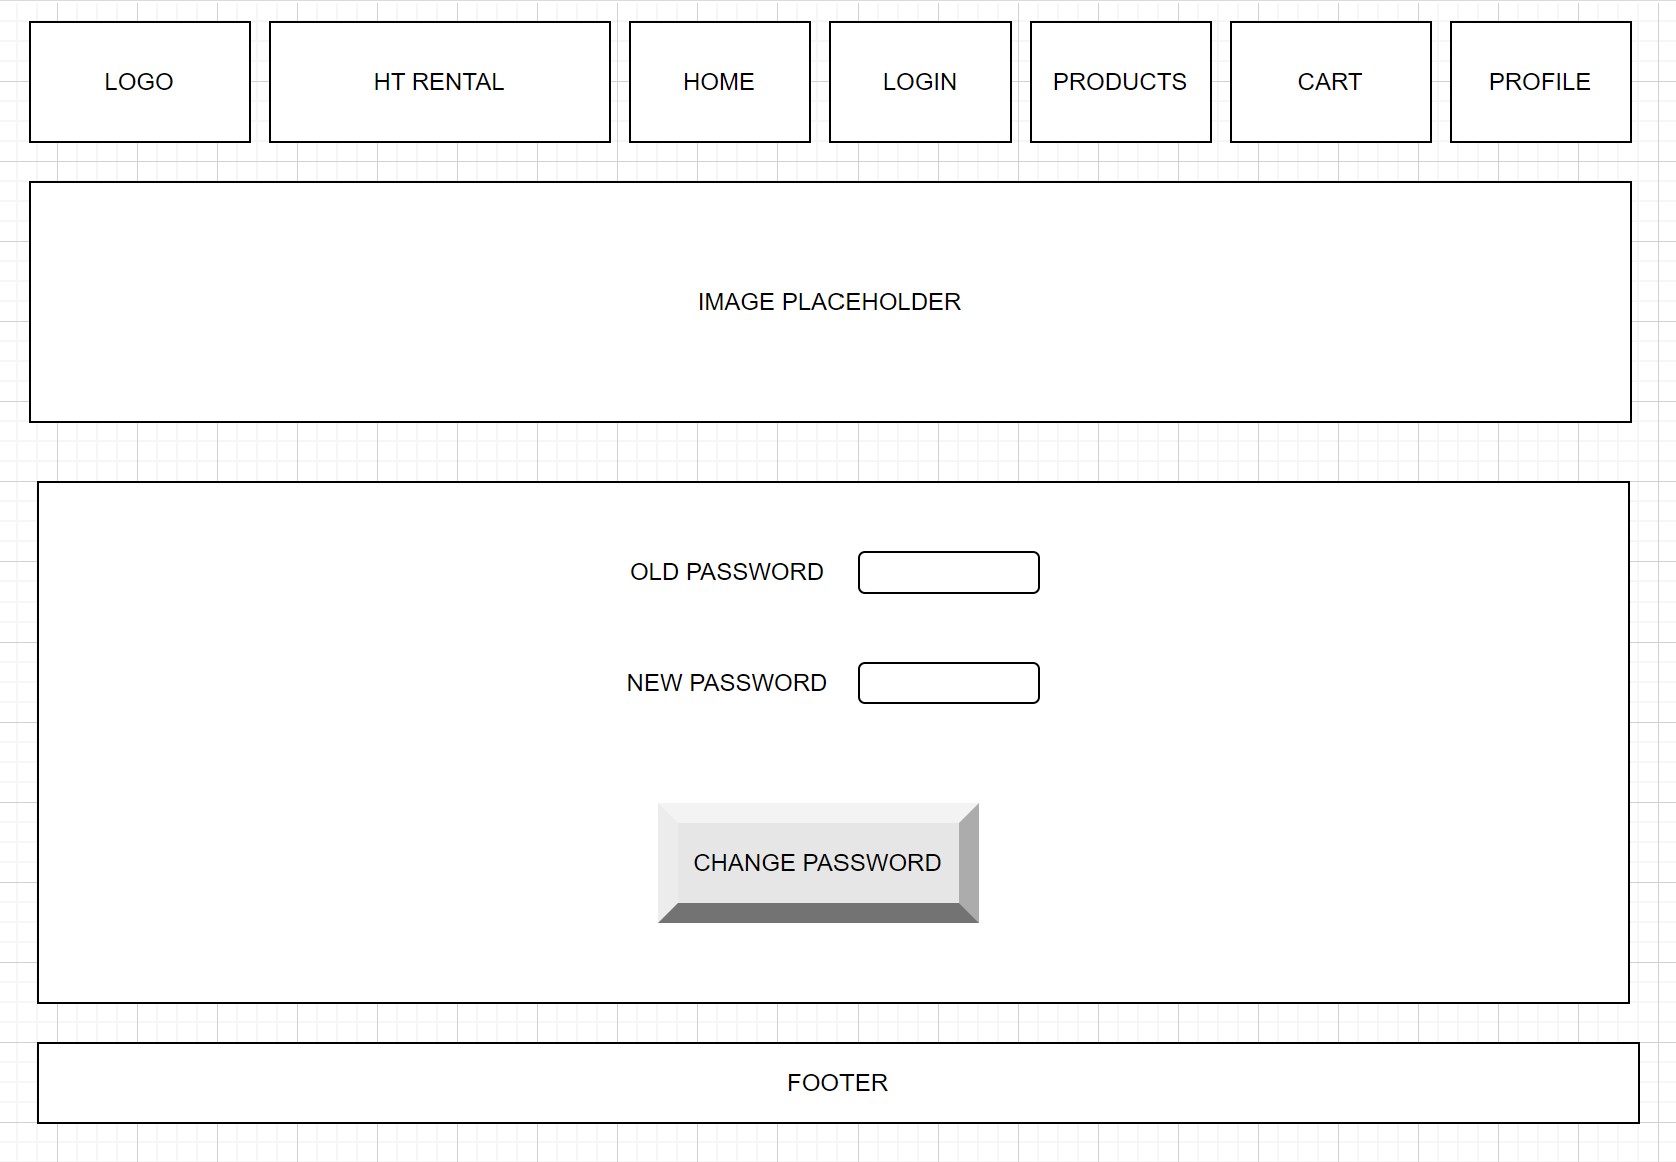 LOGO
HT RENTAL
HOME
LOGIN
PRODUCTS
CART
PROFILE
IMAGE PLACEHOLDER
OLD PASSWORD
NEW PASSWORD
CHANGE PASSWORD
FOOTER